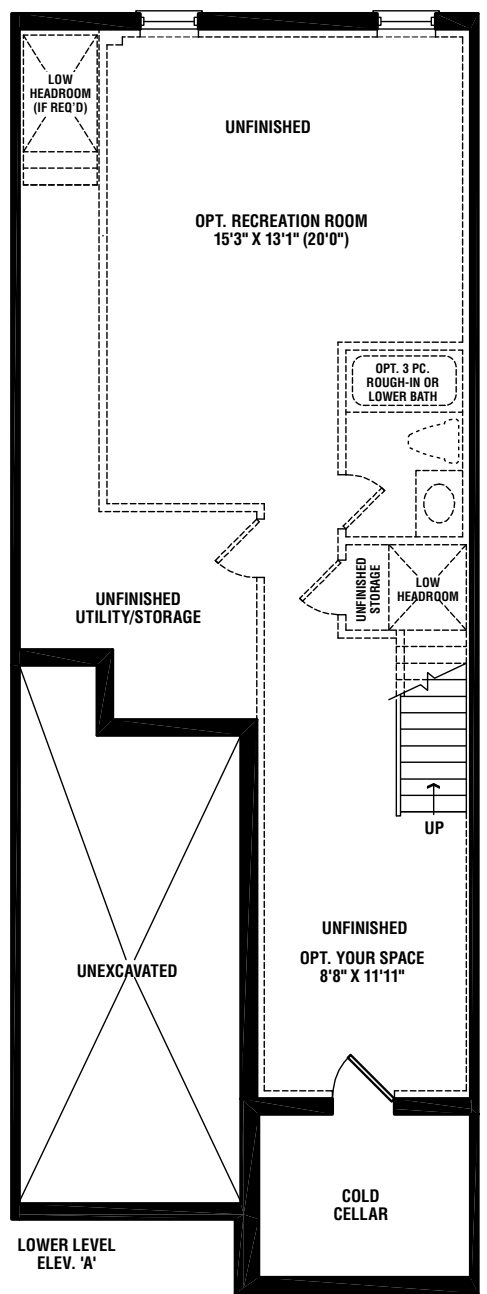 LOW
HEADROOM
(IF REQ'D)
UNFINISHED
OPT. RECREATION ROOM
15'3" X 13'1" (20'0")
OPT. 3 PC.
ROUGH-IN OR
LOWER BATH
UNFINISHED
STORAGE
LOW
HEADROOM
UNFINISHED
UTILITY/STORAGE
UP
UNFINISHED
OPT. YOUR SPACE
8'8" X 11'11"
UNEXCAVATED
COLD
CELLAR
LOWER LEVEL
ELEV. 'A'